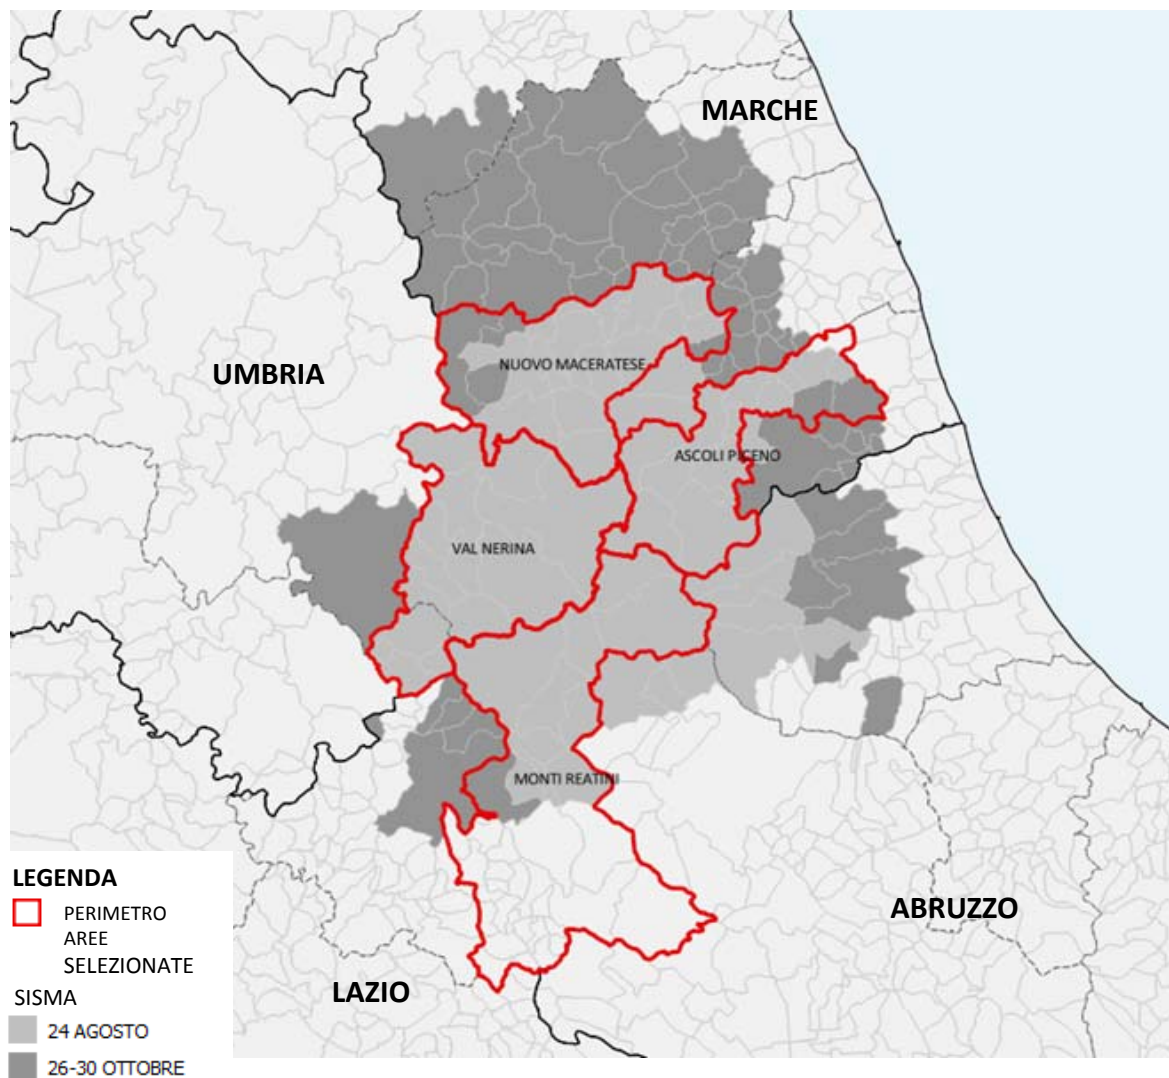 MARCHE
NUOVO MACERATESE
UMBRIA
ASCOLI PICENO
VAL NERINA
MONTI REATINI
LEGENDA
PERIMETRO
AREE
SELEZIONATE
ABRUZZO
LAZIO
SISMA
24 AGOSTO
26-30 OTTOBRE